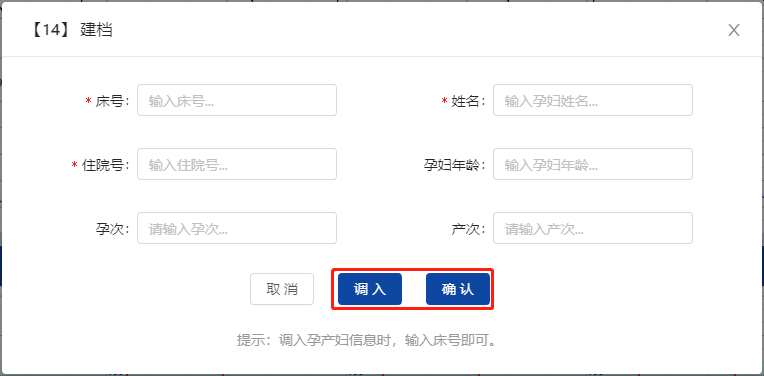 【14】 建档
* 床号: 输入床号... * 姓名: 输入孕妇姓名...
* 住院号: 输入住院号... 孕妇年龄: 输入孕妇年龄...
孕次: 请输入孕次... 产次: 请输入产次...
取 消 调 入 确 认
提示：调入孕产妇信息时，输入床号即可。